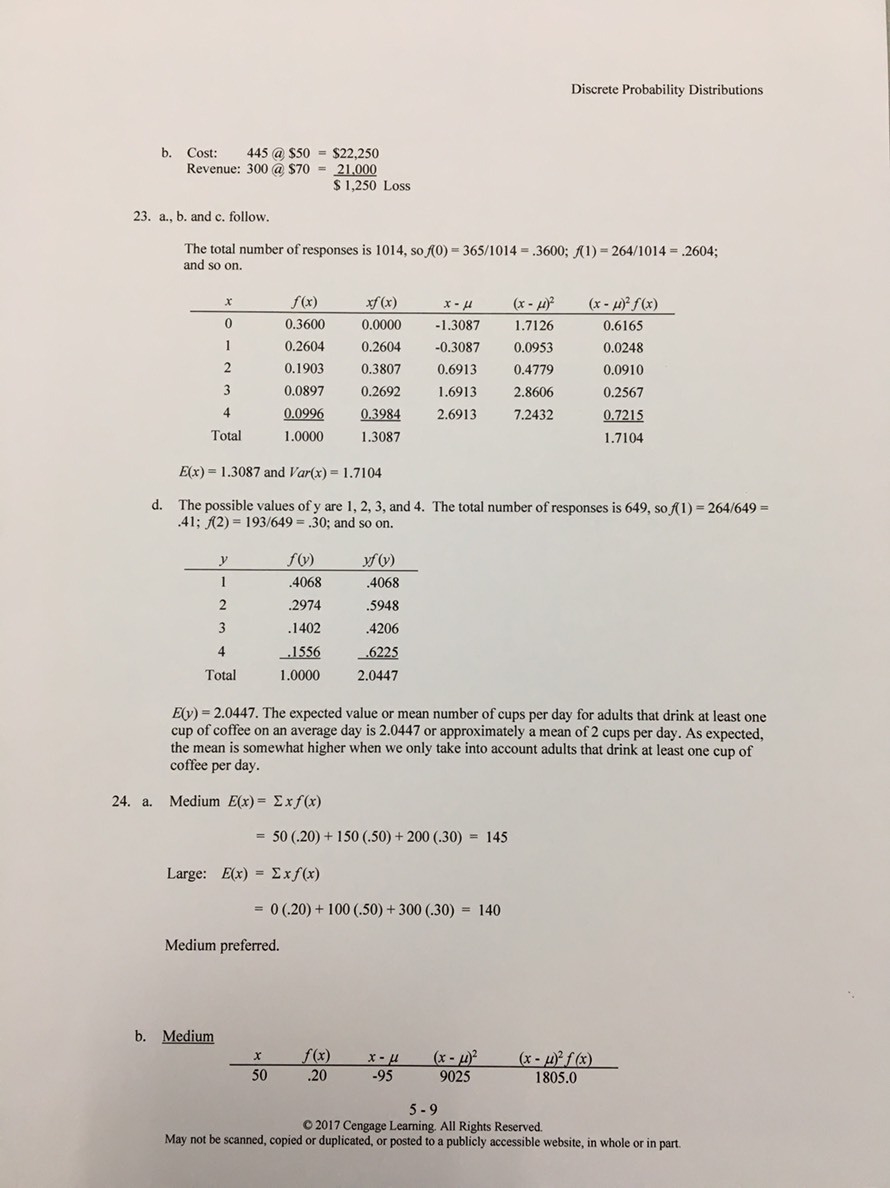 Discrete Probability Distributions
b. Cost: 445 @ $50 = $22,250
Revenue: 300 @ $70 = 21,000
$ 1,250 Loss
23. a., b. and c. follow.
The total number of responses is 1014, so f(0) = 365/1014 = .3600; f(1) = 264/1014 = .2604;
and so on.
x f(x) xf(x) x - μ (x - μ)² (x - μ)² f(x)
0 0.3600 0.0000 -1.3087 1.7126 0.6165
1 0.2604 0.2604 -0.3087 0.0953 0.0248
2 0.1903 0.3807 0.6913 0.4779 0.0910
3 0.0897 0.2692 1.6913 2.8606 0.2567
4 0.0996 0.3984 2.6913 7.2432 0.7215
Total 1.0000 1.3087 1.7104
E(x) = 1.3087 and Var(x) = 1.7104
d. The possible values of y are 1, 2, 3, and 4. The total number of responses is 649, so f(1) = 264/649 =
.41; f(2) = 193/649 = .30; and so on.
y f(y) yf(y)
1 .4068 .4068
2 .2974 .5948
3 .1402 .4206
4 .1556 .6225
Total 1.0000 2.0447
E(y) = 2.0447. The expected value or mean number of cups per day for adults that drink at least one
cup of coffee on an average day is 2.0447 or approximately a mean of 2 cups per day. As expected,
the mean is somewhat higher when we only take into account adults that drink at least one cup of
coffee per day.
24. a. Medium E(x) = Σ x f(x)
= 50 (.20) + 150 (.50) + 200 (.30) = 145
Large: E(x) = Σ x f(x)
= 0 (.20) + 100 (.50) + 300 (.30) = 140
Medium preferred.
b. Medium
x f(x) x - μ (x - μ)² (x - μ)² f(x)
50 .20 -95 9025 1805.0
5 - 9
© 2017 Cengage Learning. All Rights Reserved.
May not be scanned, copied or duplicated, or posted to a publicly accessible website, in whole or in part.